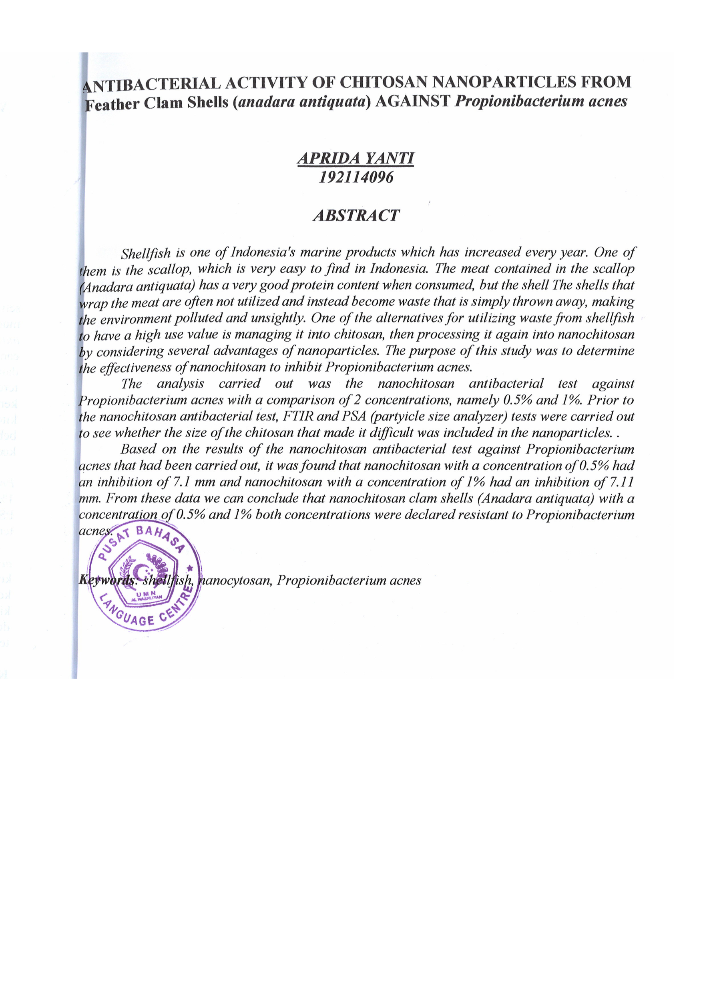 ANTIBACTERIAL ACTIVITY OF CHITOSAN NANOPARTICLES FROM
Feather Clam Shells (anadara antiquata) AGAINST Propionibacterium acnes
APRIDA YANTI
192114096
ABSTRACT
Shellfish is one of Indonesia's marine products which has increased every year. One of
them is the scallop, which is very easy to find in Indonesia. The meat contained in the scallop
(Anadara antiquata) has a very good protein content when consumed, but the shell The shells that
wrap the meat are often not utilized and instead become waste that is simply thrown away, making
the environment polluted and unsightly. One of the alternatives for utilizing waste from shellfish
to have a high use value is managing it into chitosan, then processing it again into nanochitosan
by considering several advantages of nanoparticles. The purpose of this study was to determine
the effectiveness of nanochitosan to inhibit Propionibacterium acnes.
The analysis carried out was the nanochitosan antibacterial test against
Propionibacterium acnes with a comparison of 2 concentrations, namely 0.5% and 1%. Prior to
the nanochitosan antibacterial test, FTIR and PSA (partyicle size analyzer) tests were carried out
to see whether the size of the chitosan that made it difficult was included in the nanoparticles. .
Based on the results of the nanochitosan antibacterial test against Propionibacterium
acnes that had been carried out, it was found that nanochitosan with a concentration of 0.5% had
an inhibition of 7.1 mm and nanochitosan with a concentration of 1% had an inhibition of 7.11
mm. From these data we can conclude that nanochitosan clam shells (Anadara antiquata) with a
concentration of 0.5% and 1% both concentrations were declared resistant to Propionibacterium
acnes.
PUSAT BAHASA
Keywords: shellfish, nanocytosan, Propionibacterium acnes
UMN
AL WASHLIYAH
LANGUAGE CENTRE